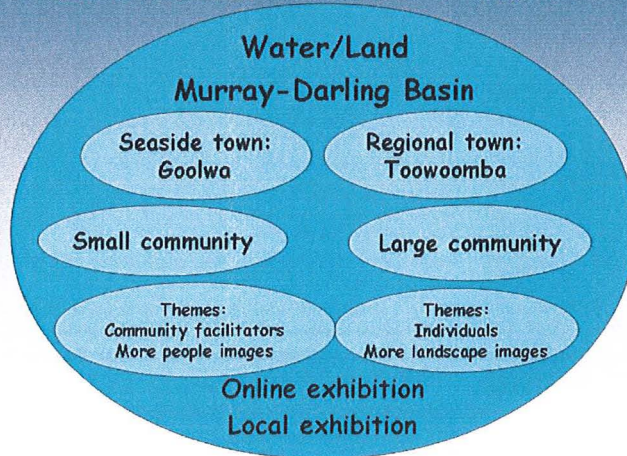 Water/Land
Murray-Darling Basin
Seaside town:
Goolwa
Regional town:
Toowoomba
Small community
Large community
Themes:
Community facilitators
More people images
Themes:
Individuals
More landscape images
Online exhibition
Local exhibition